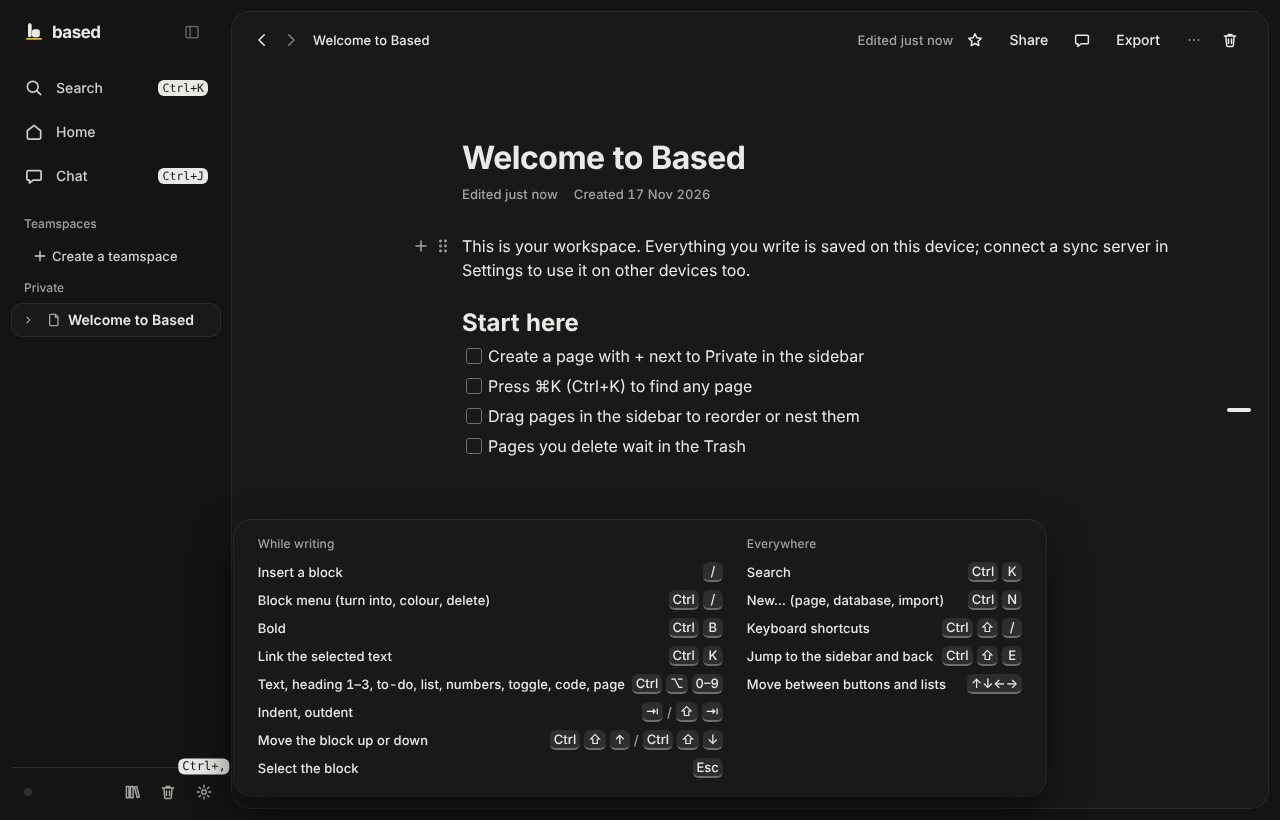 based
Search Ctrl+K
Home
Chat Ctrl+J
Teamspaces
+ Create a teamspace
Private
Welcome to Based
Ctrl+,
Welcome to Based
Edited just now
Share
Export
...
Welcome to Based
Edited just now Created 17 Nov 2026
This is your workspace. Everything you write is saved on this device; connect a sync server in
Settings to use it on other devices too.
Start here
Create a page with + next to Private in the sidebar
Press ⌘K (Ctrl+K) to find any page
Drag pages in the sidebar to reorder or nest them
Pages you delete wait in the Trash
While writing
Insert a block /
Block menu (turn into, colour, delete) Ctrl /
Bold Ctrl B
Link the selected text Ctrl K
Text, heading 1–3, to-do, list, numbers, toggle, code, page Ctrl ⌥ 0–9
Indent, outdent ⇥ / ⇧ ⇥
Move the block up or down Ctrl ⇧ ↑ / Ctrl ⇧ ↓
Select the block Esc
Everywhere
Search Ctrl K
New... (page, database, import) Ctrl N
Keyboard shortcuts Ctrl ⇧ /
Jump to the sidebar and back Ctrl ⇧ E
Move between buttons and lists ↑↓←→